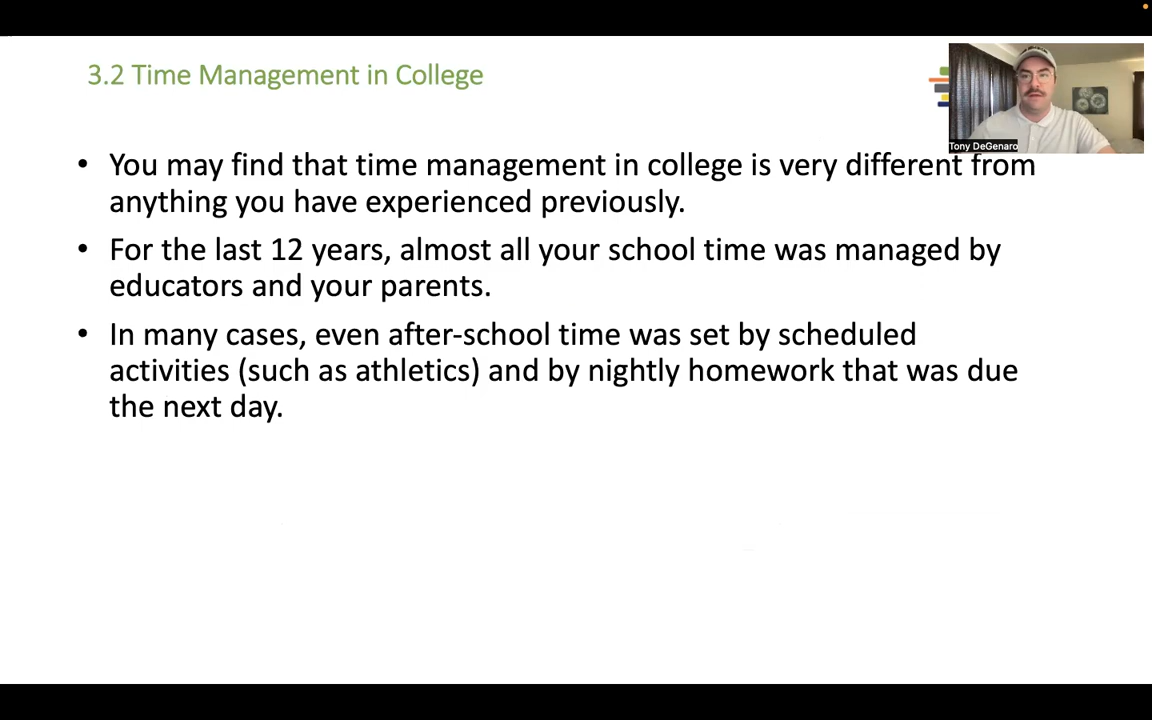 3.2 Time Management in College
Tony DeGenaro
• You may find that time management in college is very different from
anything you have experienced previously.
• For the last 12 years, almost all your school time was managed by
educators and your parents.
• In many cases, even after-school time was set by scheduled
activities (such as athletics) and by nightly homework that was due
the next day.